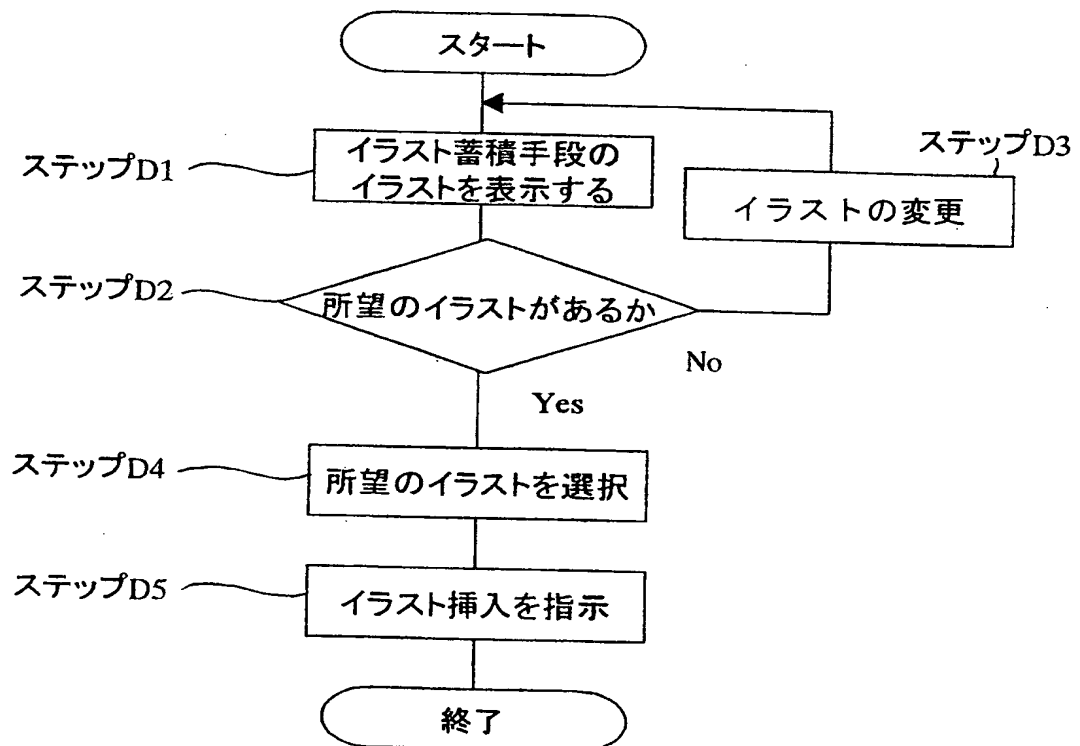 スタート
ステップD1
イラスト蓄積手段の
イラストを表示する
ステップD3
イラストの変更
ステップD2
所望のイラストがあるか
No
Yes
ステップD4
所望のイラストを選択
ステップD5
イラスト挿入を指示
終了